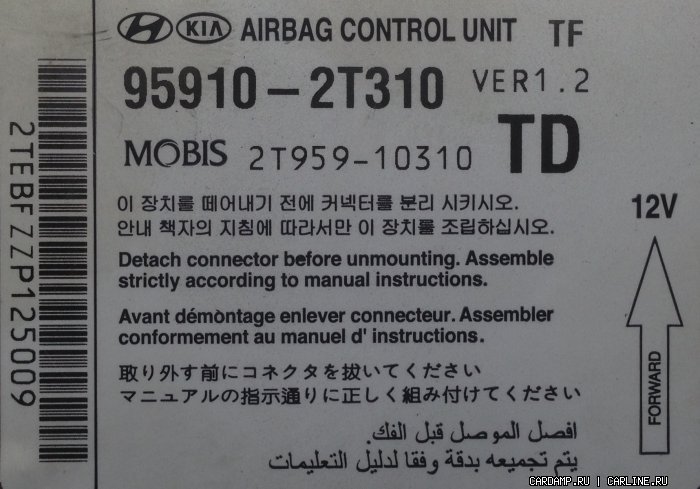 HYUNDAI KIA AIRBAG CONTROL UNIT TF
95910-2T310 VER1.2
MOBIS 2T959-10310 TD
이 장치를 떼어내기 전에 커넥터를 분리 시키시오.
안내 책자의 지침에 따라서만 이 장치를 조립하십시오.
12V
Detach connector before unmounting. Assemble
strictly according to manual instructions.
Avant démòntage enlever connecteur. Assembler
conformement au manuel d' instructions.
取り外す前にコネクタを抜いてください
マニュアルの指示通りに正しく組み付けてください
افصل الموصل قبل الفك.
يتم تجميعه بدقة وفقا لدليل التعليمات
FORWARD
2TEBFZZP125009
CARDAMP.RU | CARLINE.RU